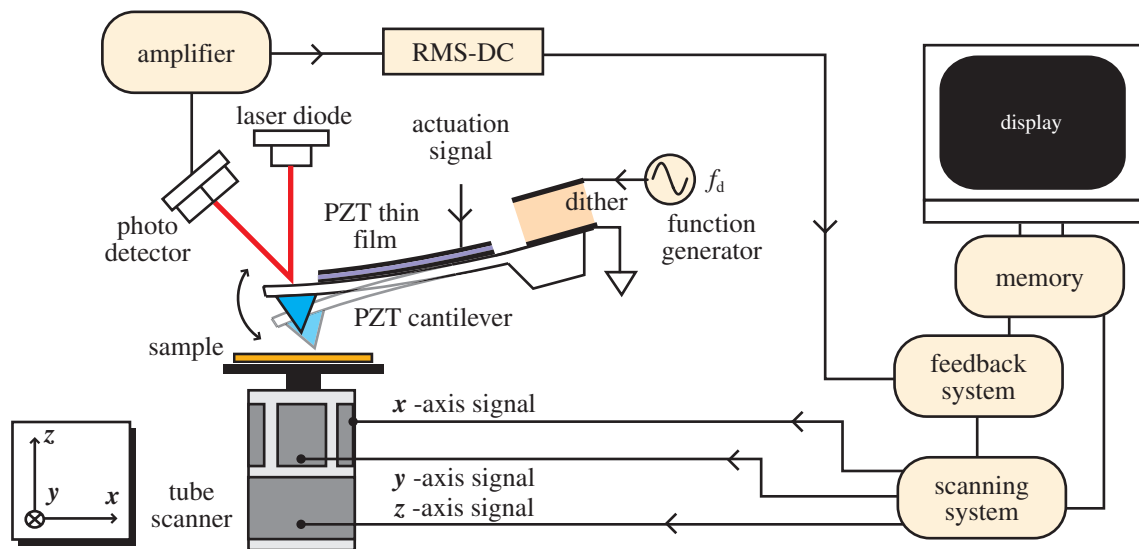 amplifier
RMS-DC
laser diode
actuation
signal
display
dither
f_d
function
generator
photo
detector
PZT thin
film
memory
PZT cantilever
sample
feedback
system
x -axis signal
z
y
x
tube
scanner
y -axis signal
z -axis signal
scanning
system